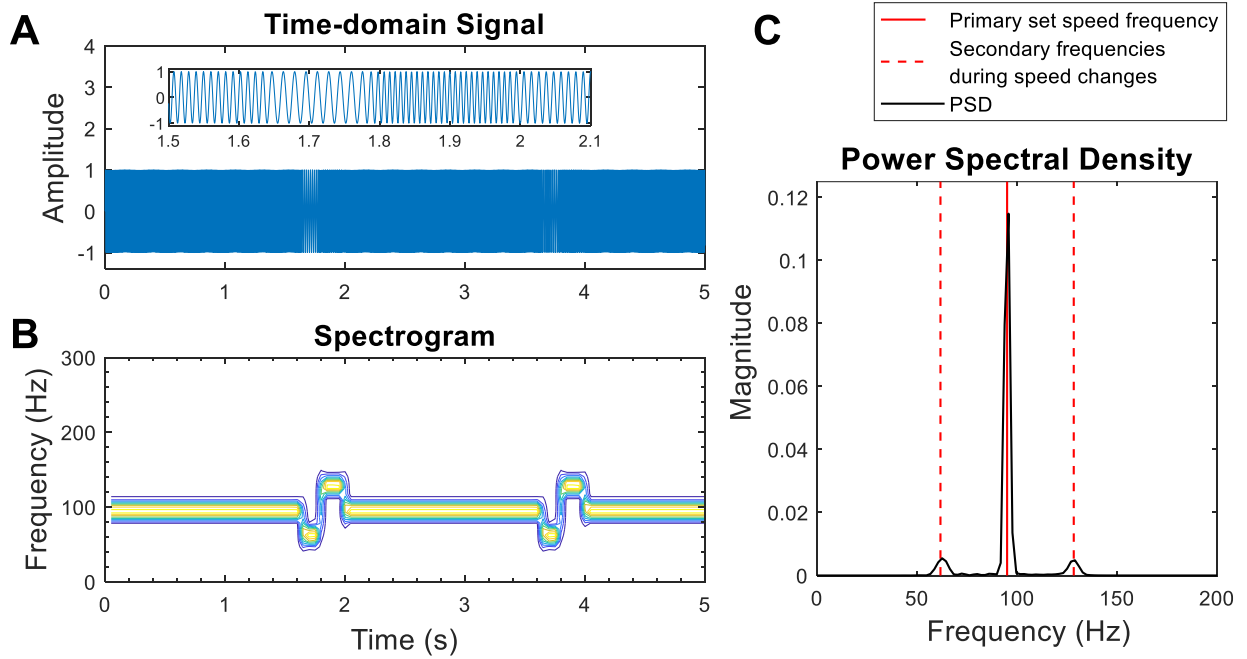 A
Time-domain Signal
4
3
2
1
0
-1
Amplitude
1
0
-1
1.5 1.6 1.7 1.8 1.9 2 2.1
0 1 2 3 4 5
B
Spectrogram
300
200
100
0
Frequency (Hz)
0 1 2 3 4 5
Time (s)
C
Primary set speed frequency
Secondary frequencies
during speed changes
PSD
Power Spectral Density
0.12
0.1
0.08
0.06
0.04
0.02
0
Magnitude
0 50 100 150 200
Frequency (Hz)